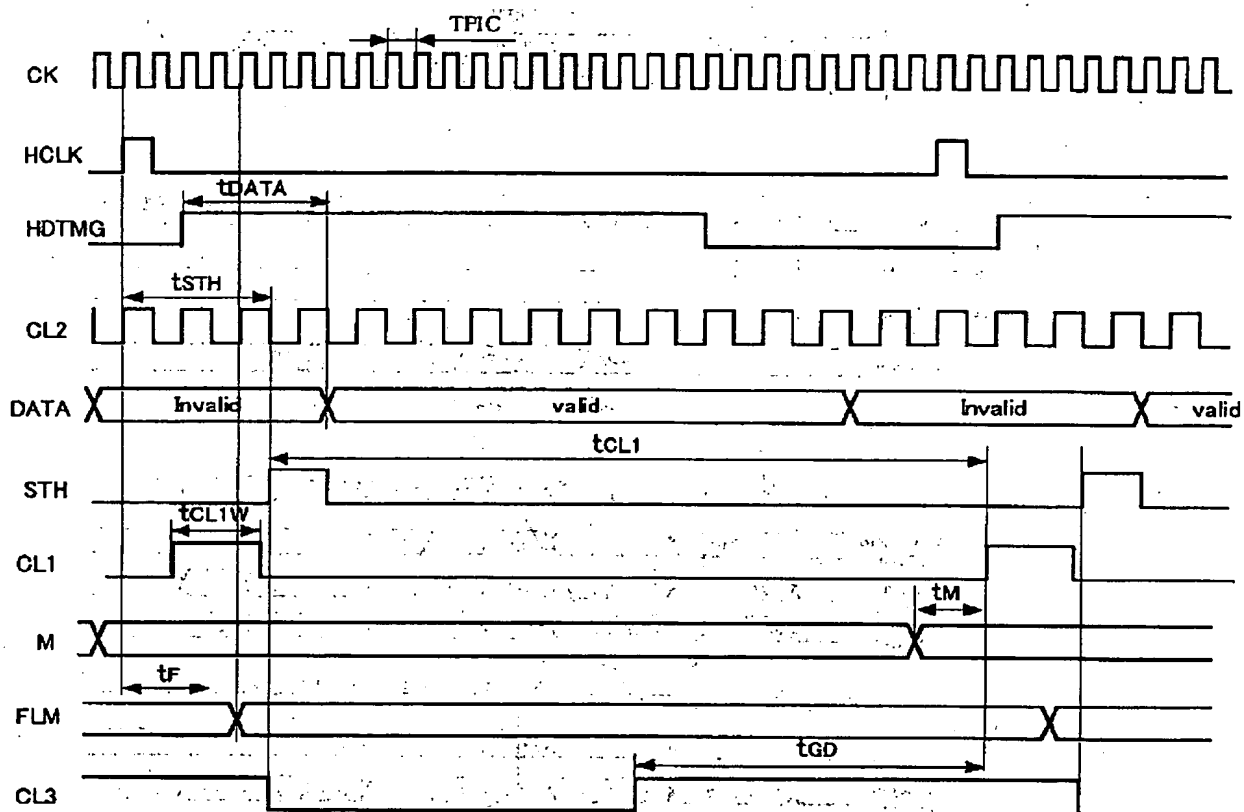 TPIC
CK
HCLK
tDATA
HDTMG
tSTH
CL2
DATA Invalid valid Invalid valid
tCL1
STH
tCL1W
CL1
tM
M
tF
FLM
tGD
CL3